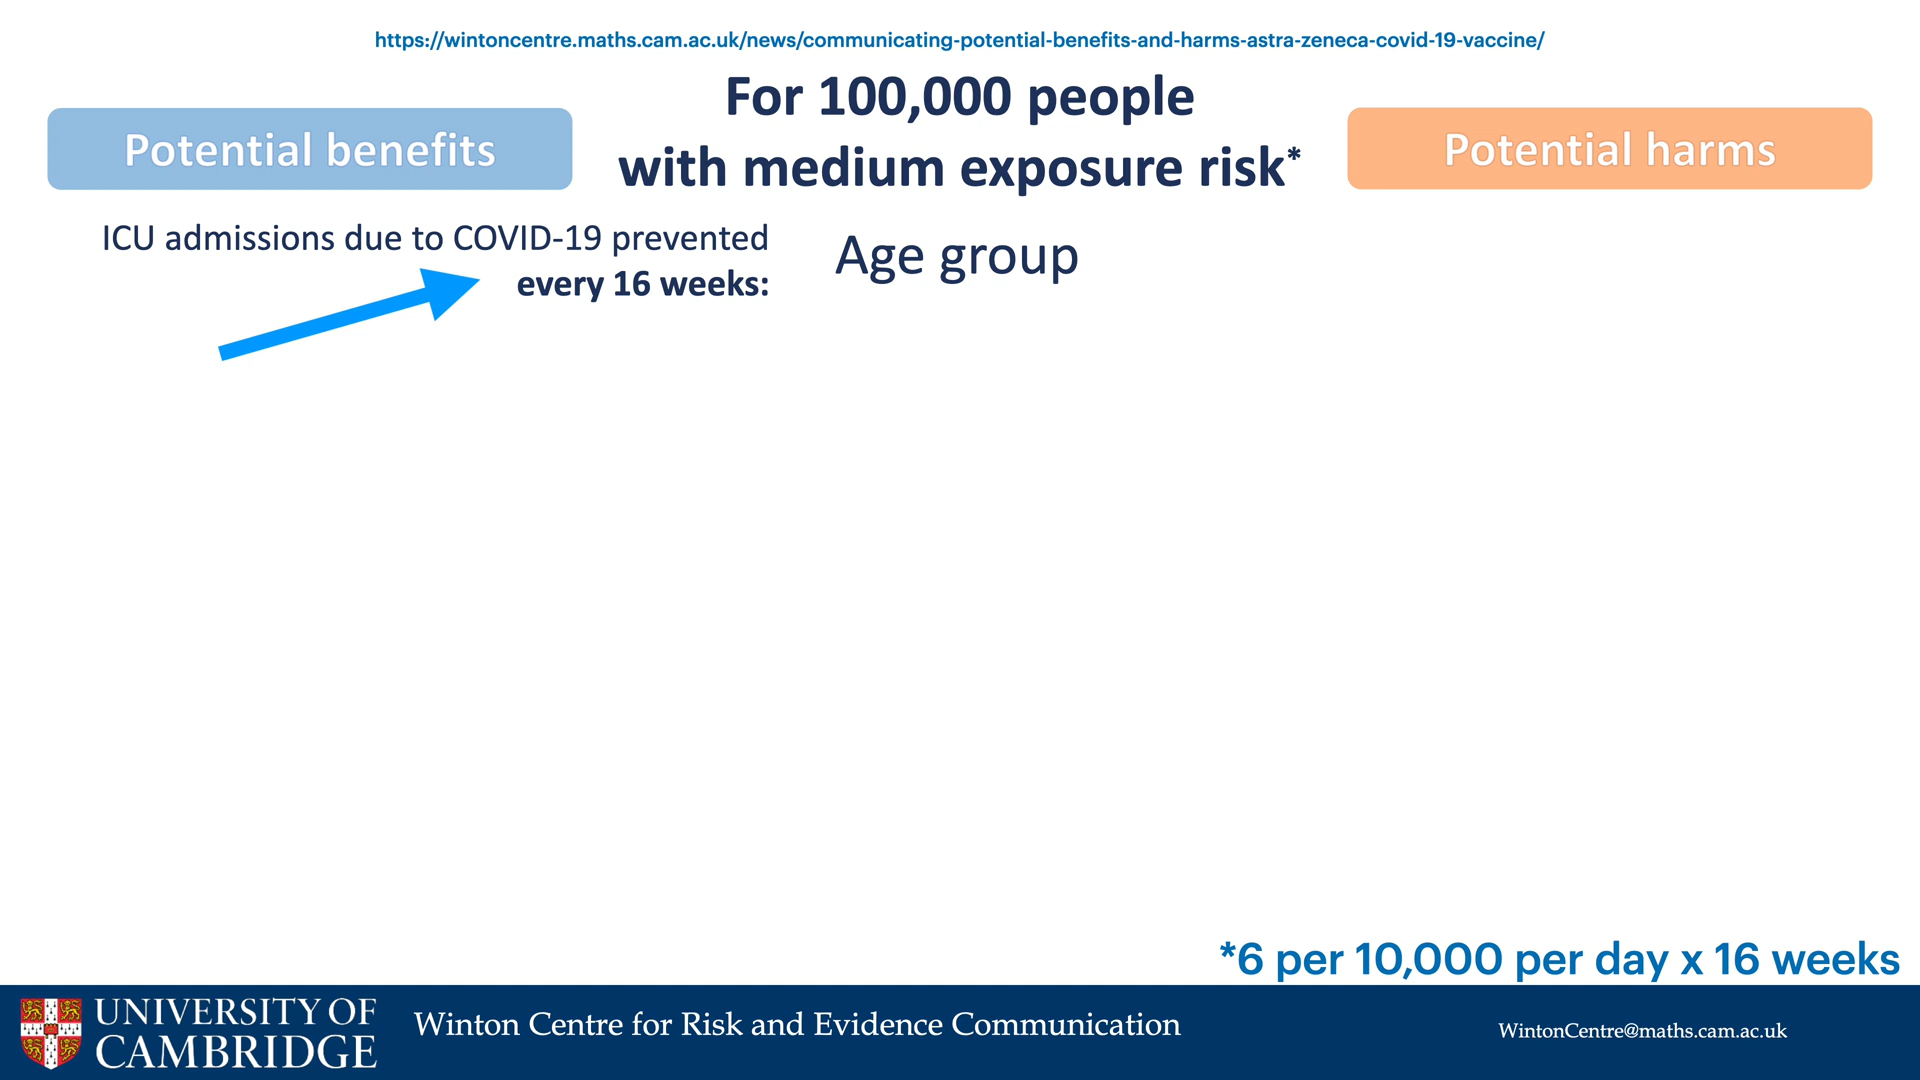 https://wintoncentre.maths.cam.ac.uk/news/communicating-potential-benefits-and-harms-astra-zeneca-covid-19-vaccine/
For 100,000 people
with medium exposure risk*
Potential benefits
Potential harms
ICU admissions due to COVID-19 prevented
every 16 weeks:
Age group
*6 per 10,000 per day x 16 weeks
UNIVERSITY OF
CAMBRIDGE
Winton Centre for Risk and Evidence Communication
WintonCentre@maths.cam.ac.uk